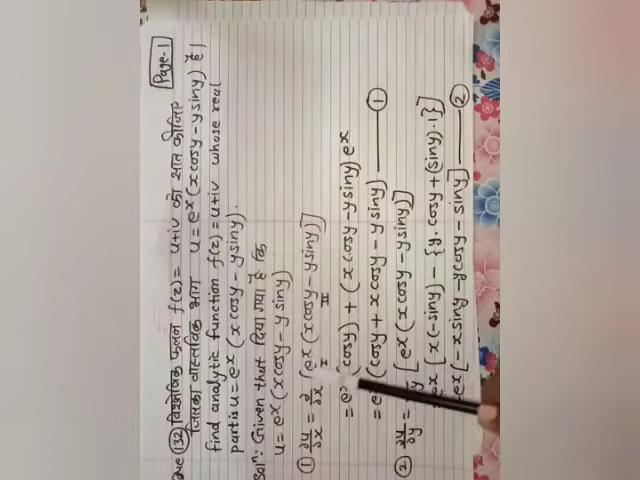 Page-1
Que (132) विश्लेषिक फलन f(z) = u+iv को ज्ञात कीजिए
जिसका वास्तविक भाग u = e^x (x cosy - y siny) है।
find analytic function f(z) = u+iv whose real
part is u = e^x (x cosy - y siny).
Solⁿ: Given that दिया गया है कि
u = e^x (x cosy - y siny)
① ∂u/∂x = ∂/∂x [e^x (x cosy - y siny)]
I II
= e^x (cosy) + (x cosy - y siny) e^x
= e (cosy + x cosy - y siny) —— ①
② ∂u/∂y = [e^x (x cosy - y siny)]
e^x [x(-siny) - {y. cosy + (siny).1}]
e^x [-x siny - y cosy - siny] —— ②